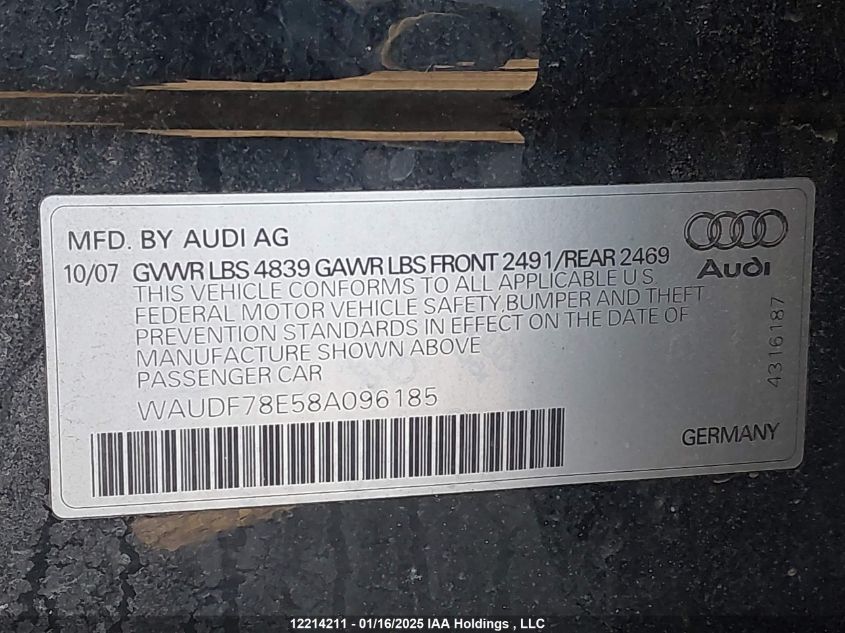 MFD. BY AUDI AG
10/07 GVWR LBS 4839 GAWR LBS FRONT 2491/REAR 2469
THIS VEHICLE CONFORMS TO ALL APPLICABLE U S
FEDERAL MOTOR VEHICLE SAFETY,BUMPER AND THEFT
PREVENTION STANDARDS IN EFFECT ON THE DATE OF
MANUFACTURE SHOWN ABOVE
PASSENGER CAR
WAUDF78E58A096185
Audi
4316187
GERMANY
12214211 - 01/16/2025 IAA Holdings , LLC